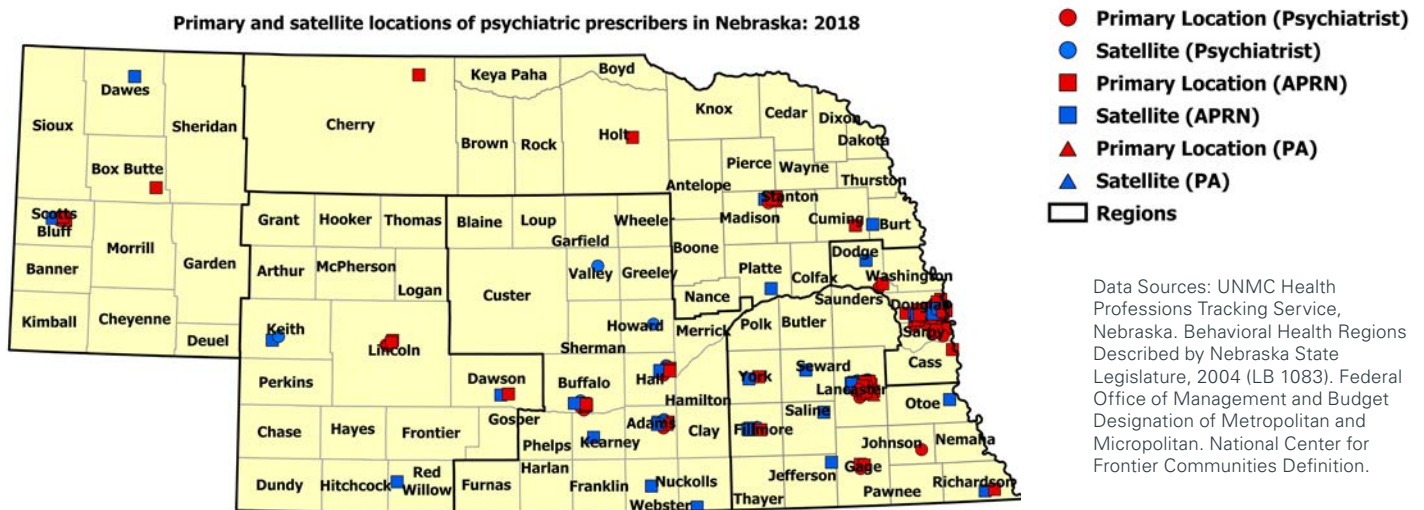 Primary and satellite locations of psychiatric prescribers in Nebraska: 2018
Primary Location (Psychiatrist)
Satellite (Psychiatrist)
Primary Location (APRN)
Satellite (APRN)
Primary Location (PA)
Satellite (PA)
Regions
Sioux
Dawes
Sheridan
Box Butte
Scotts
Bluff
Morrill
Garden
Banner
Kimball
Cheyenne
Deuel
Cherry
Keya Paha
Boyd
Brown
Rock
Holt
Knox
Cedar
Dixon
Dakota
Pierce
Wayne
Thurston
Antelope
Madison
Stanton
Cuming
Burt
Boone
Nance
Platte
Colfax
Dodge
Washington
Saunders
Douglas
Sarpy
Cass
Grant
Hooker
Thomas
Arthur
McPherson
Logan
Keith
Lincoln
Perkins
Dawson
Gosper
Chase
Hayes
Frontier
Dundy
Hitchcock
Red
Willow
Blaine
Loup
Garfield
Wheeler
Custer
Valley
Greeley
Howard
Sherman
Merrick
Buffalo
Hall
Hamilton
Phelps
Kearney
Adams
Clay
Furnas
Harlan
Franklin
Webster
Nuckolls
Polk
Butler
York
Seward
Lancaster
Otoe
Fillmore
Saline
Johnson
Nemaha
Thayer
Jefferson
Gage
Pawnee
Richardson
Data Sources: UNMC Health
Professions Tracking Service,
Nebraska. Behavioral Health Regions
Described by Nebraska State
Legislature, 2004 (LB 1083). Federal
Office of Management and Budget
Designation of Metropolitan and
Micropolitan. National Center for
Frontier Communities Definition.